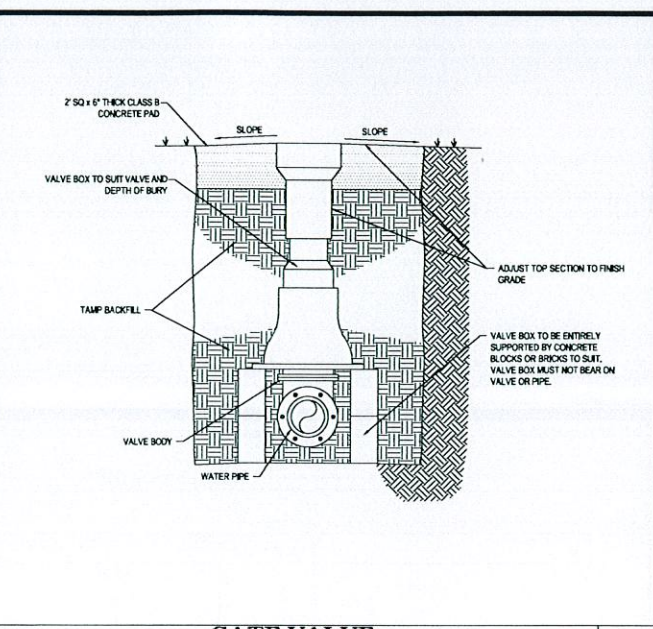 2' SQ x 6" THICK CLASS B
CONCRETE PAD
SLOPE
SLOPE
VALVE BOX TO SUIT VALVE AND
DEPTH OF BURY
ADJUST TOP SECTION TO FINISH
GRADE
TAMP BACKFILL
VALVE BOX TO BE ENTIRELY
SUPPORTED BY CONCRETE
BLOCKS OR BRICKS TO SUIT.
VALVE BOX MUST NOT BEAR ON
VALVE OR PIPE.
VALVE BODY
WATER PIPE
GATE VALVE